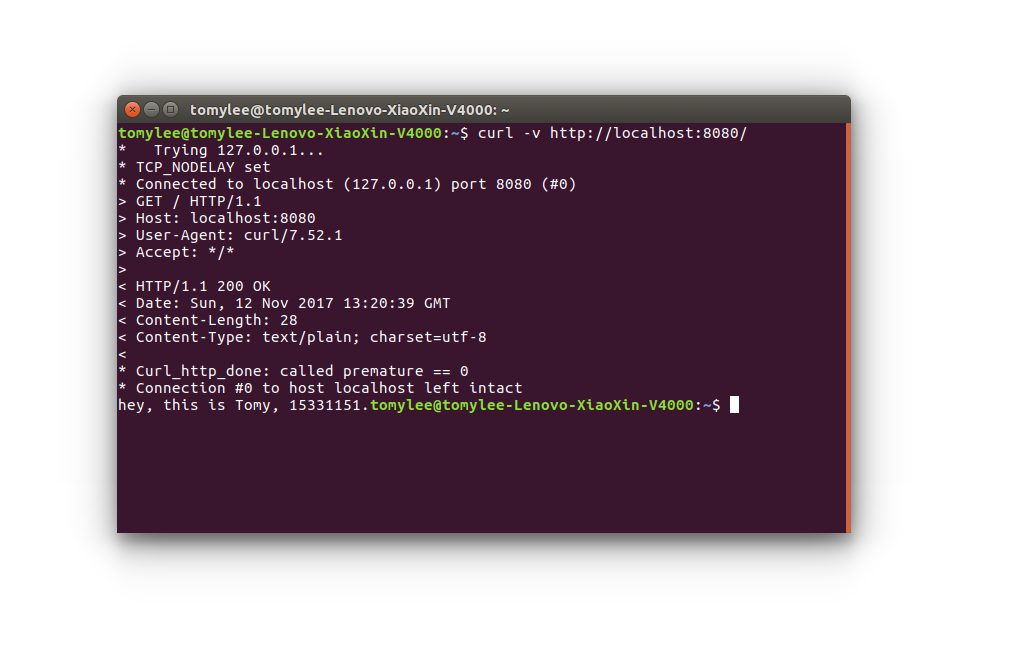 tomylee@tomylee-Lenovo-XiaoXin-V4000: ~
tomylee@tomylee-Lenovo-XiaoXin-V4000:~$ curl -v http://localhost:8080/
*   Trying 127.0.0.1...
* TCP_NODELAY set
* Connected to localhost (127.0.0.1) port 8080 (#0)
> GET / HTTP/1.1
> Host: localhost:8080
> User-Agent: curl/7.52.1
> Accept: */*
>
< HTTP/1.1 200 OK
< Date: Sun, 12 Nov 2017 13:20:39 GMT
< Content-Length: 28
< Content-Type: text/plain; charset=utf-8
<
* Curl_http_done: called premature == 0
* Connection #0 to host localhost left intact
hey, this is Tomy, 15331151.tomylee@tomylee-Lenovo-XiaoXin-V4000:~$